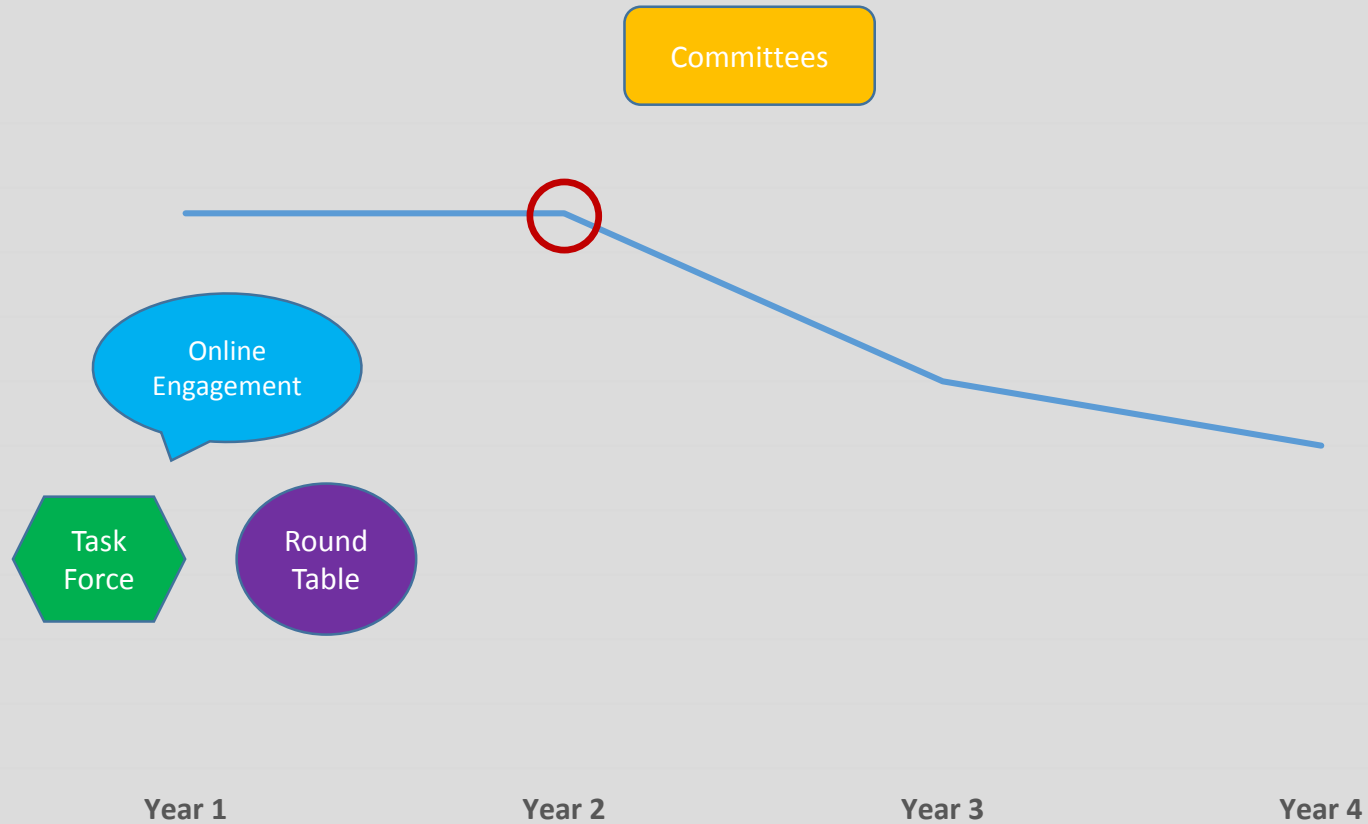 Committees
Online
Engagement
Task
Force
Round
Table
Year 1
Year 2
Year 3
Year 4